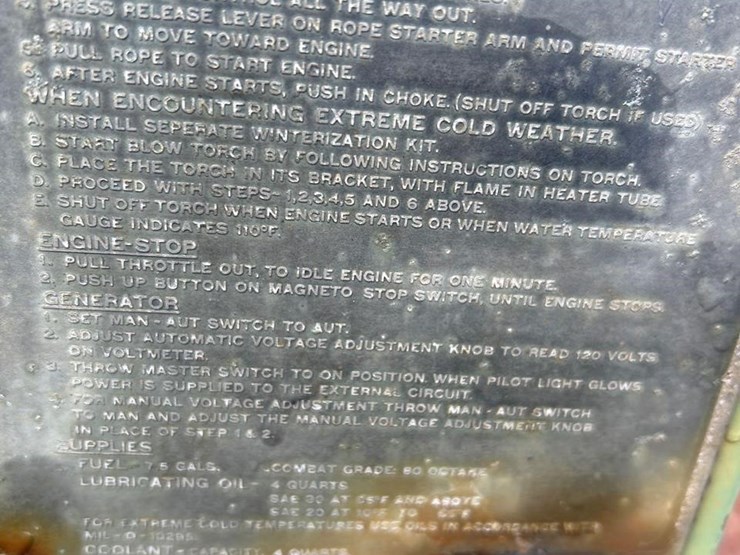 ALL THE WAY OUT.
PRESS RELEASE LEVER ON ROPE STARTER ARM AND PERMIT STARTER
ARM TO MOVE TOWARD ENGINE.
5. PULL ROPE TO START ENGINE.
6. AFTER ENGINE STARTS, PUSH IN CHOKE. (SHUT OFF TORCH IF USED)
WHEN ENCOUNTERING EXTREME COLD WEATHER.
A. INSTALL SEPERATE WINTERIZATION KIT.
B. START BLOW TORCH BY FOLLOWING INSTRUCTIONS ON TORCH.
C. PLACE THE TORCH IN ITS BRACKET, WITH FLAME IN HEATER TUBE
D. PROCEED WITH STEPS-1,2,3,4,5 AND 6 ABOVE.
E. SHUT OFF TORCH WHEN ENGINE STARTS OR WHEN WATER TEMPERATURE
GAUGE INDICATES 110°F.
ENGINE-STOP
1. PULL THROTTLE OUT, TO IDLE ENGINE FOR ONE MINUTE.
2. PUSH UP BUTTON ON MAGNETO STOP SWITCH, UNTIL ENGINE STOPS
GENERATOR
1. SET MAN-AUT SWITCH TO AUT.
2. ADJUST AUTOMATIC VOLTAGE ADJUSTMENT KNOB TO READ 120 VOLTS
ON VOLTMETER.
3. THROW MASTER SWITCH TO ON POSITION. WHEN PILOT LIGHT GLOWS
POWER IS SUPPLIED TO THE EXTERNAL CIRCUIT.
FOR MANUAL VOLTAGE ADJUSTMENT THROW MAN-AUT SWITCH
TO MAN AND ADJUST THE MANUAL VOLTAGE ADJUSTMENT KNOB
IN PLACE OF STEP 1 & 2.
SUPPLIES
FUEL - 7.5 GALS. COMBAT GRADE: 80 OCTANE
LUBRICATING OIL - 4 QUARTS
SAE 30 AT AND ABOVE
SAE 20 AT TO
FOR EXTREME COLD TEMPERATURES USE OILS IN ACCORDANCE WITH
MIL-O-10295
COOLANT - CAPACITY, 4 QUARTS